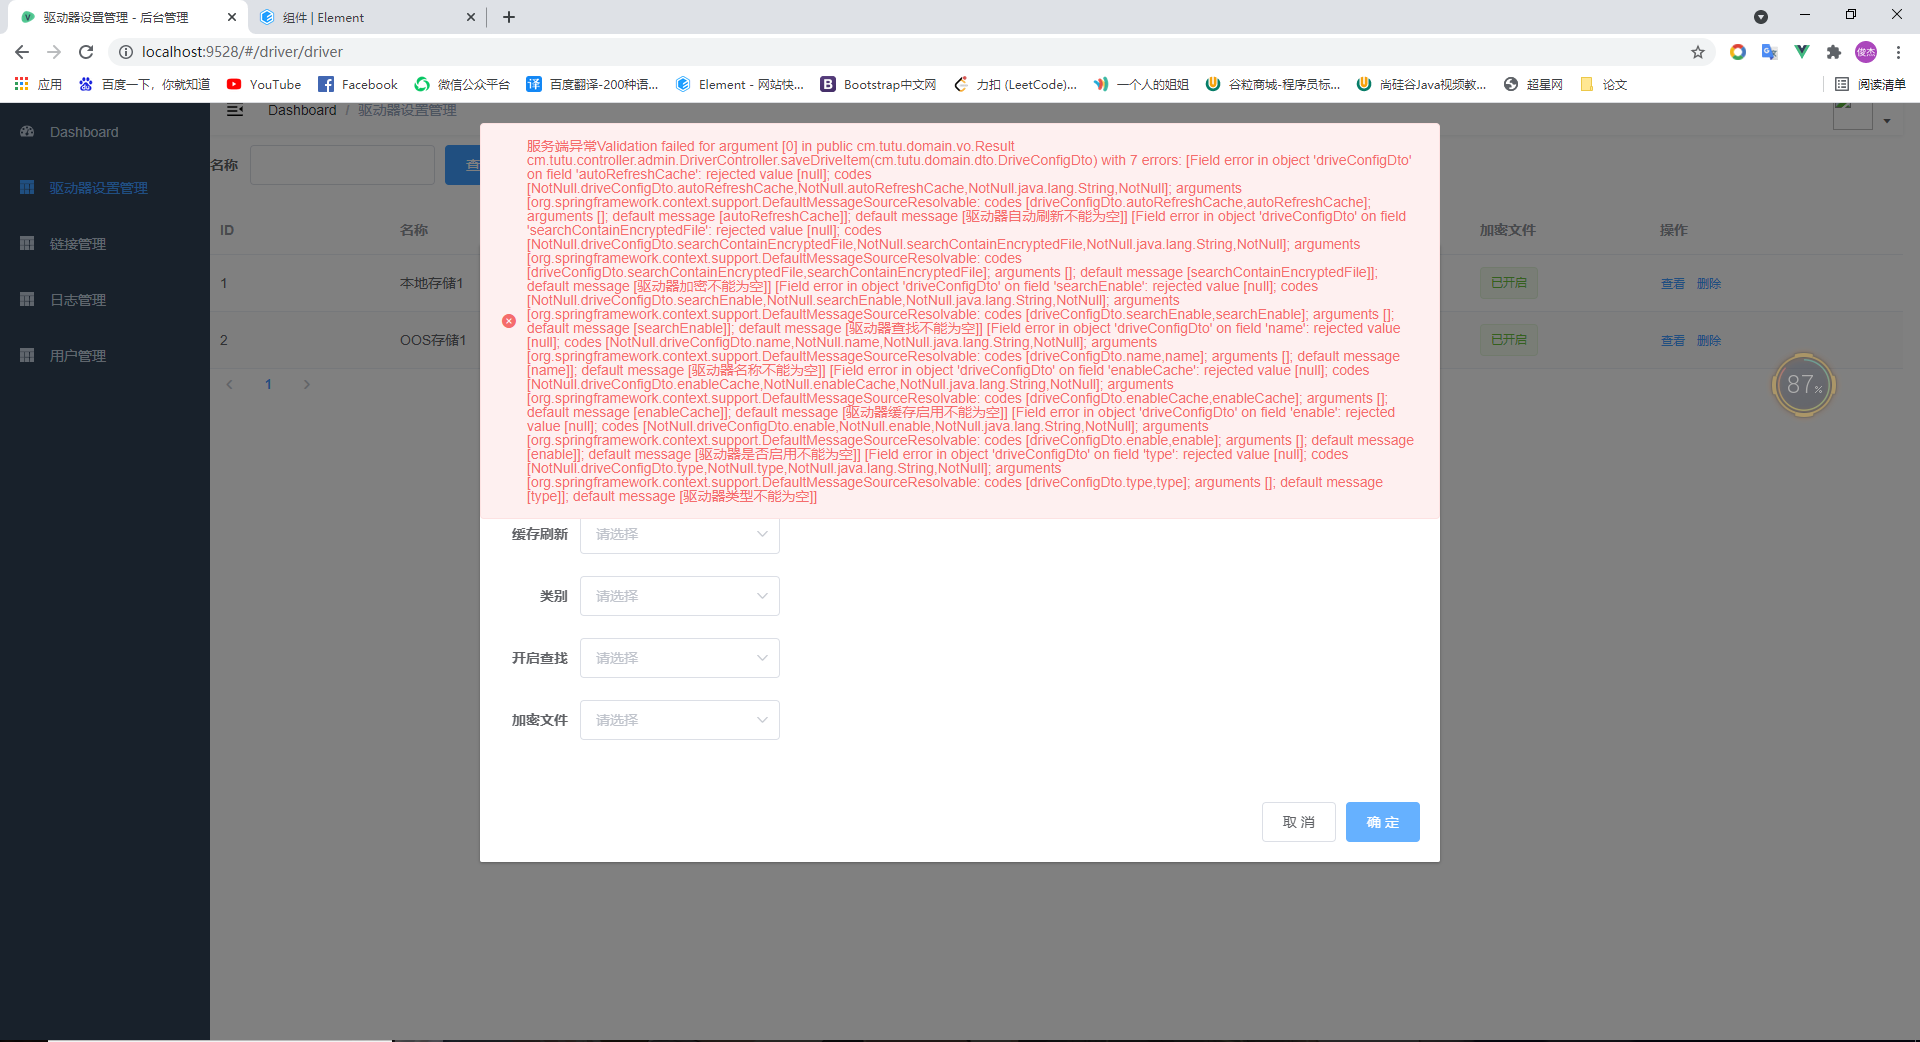 驱动器设置管理 - 后台管理
组件 | Element
localhost:9528/#/driver/driver
俊杰
应用
百度一下，你就知道
YouTube
Facebook
微信公众平台
百度翻译-200种语...
Element - 网站快...
Bootstrap中文网
力扣 (LeetCode)...
一个人的姐姐
谷粒商城-程序员标...
尚硅谷Java视频教...
超星网
论文
阅读清单
Dashboard
驱动器设置管理
链接管理
日志管理
用户管理
Dashboard / 驱动器设置管理
名称
查
ID 名称 加密文件 操作
1 本地存储1 已开启 查看 删除
2 OOS存储1 已开启 查看 删除
1
87%
服务端异常Validation failed for argument [0] in public cm.tutu.domain.vo.Result
cm.tutu.controller.admin.DriverController.saveDriveItem(cm.tutu.domain.dto.DriveConfigDto) with 7 errors: [Field error in object 'driveConfigDto'
on field 'autoRefreshCache': rejected value [null]; codes
[NotNull.driveConfigDto.autoRefreshCache,NotNull.autoRefreshCache,NotNull.java.lang.String,NotNull]; arguments
[org.springframework.context.support.DefaultMessageSourceResolvable: codes [driveConfigDto.autoRefreshCache,autoRefreshCache];
arguments []; default message [autoRefreshCache]]; default message [驱动器自动刷新不能为空]] [Field error in object 'driveConfigDto' on field
'searchContainEncryptedFile': rejected value [null]; codes
[NotNull.driveConfigDto.searchContainEncryptedFile,NotNull.searchContainEncryptedFile,NotNull.java.lang.String,NotNull]; arguments
[org.springframework.context.support.DefaultMessageSourceResolvable: codes
[driveConfigDto.searchContainEncryptedFile,searchContainEncryptedFile]; arguments []; default message [searchContainEncryptedFile]];
default message [驱动器加密不能为空]] [Field error in object 'driveConfigDto' on field 'searchEnable': rejected value [null]; codes
[NotNull.driveConfigDto.searchEnable,NotNull.searchEnable,NotNull.java.lang.String,NotNull]; arguments
[org.springframework.context.support.DefaultMessageSourceResolvable: codes [driveConfigDto.searchEnable,searchEnable]; arguments [];
default message [searchEnable]]; default message [驱动器查找不能为空]] [Field error in object 'driveConfigDto' on field 'name': rejected value
[null]; codes [NotNull.driveConfigDto.name,NotNull.name,NotNull.java.lang.String,NotNull]; arguments
[org.springframework.context.support.DefaultMessageSourceResolvable: codes [driveConfigDto.name,name]; arguments []; default message
[name]]; default message [驱动器名称不能为空]] [Field error in object 'driveConfigDto' on field 'enableCache': rejected value [null]; codes
[NotNull.driveConfigDto.enableCache,NotNull.enableCache,NotNull.java.lang.String,NotNull]; arguments
[org.springframework.context.support.DefaultMessageSourceResolvable: codes [driveConfigDto.enableCache,enableCache]; arguments [];
default message [enableCache]]; default message [驱动器缓存启用不能为空]] [Field error in object 'driveConfigDto' on field 'enable': rejected
value [null]; codes [NotNull.driveConfigDto.enable,NotNull.enable,NotNull.java.lang.String,NotNull]; arguments
[org.springframework.context.support.DefaultMessageSourceResolvable: codes [driveConfigDto.enable,enable]; arguments []; default message
[enable]]; default message [驱动器是否启用不能为空]] [Field error in object 'driveConfigDto' on field 'type': rejected value [null]; codes
[NotNull.driveConfigDto.type,NotNull.type,NotNull.java.lang.String,NotNull]; arguments
[org.springframework.context.support.DefaultMessageSourceResolvable: codes [driveConfigDto.type,type]; arguments []; default message
[type]]; default message [驱动器类型不能为空]]
缓存刷新 请选择
类别 请选择
开启查找 请选择
加密文件 请选择
取 消
确 定